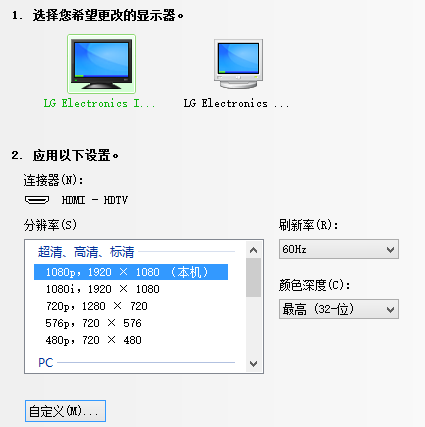 1. 选择您希望更改的显示器。
LG Electronics I...
LG Electronics ...
2. 应用以下设置。
连接器(N):
HDMI - HDTV
分辨率(S)
超清、高清、标清
1080p, 1920 × 1080 (本机)
1080i, 1920 × 1080
720p, 1280 × 720
576p, 720 × 576
480p, 720 × 480
PC
刷新率(R):
60Hz
颜色深度(C):
最高 (32-位)
自定义(M)...